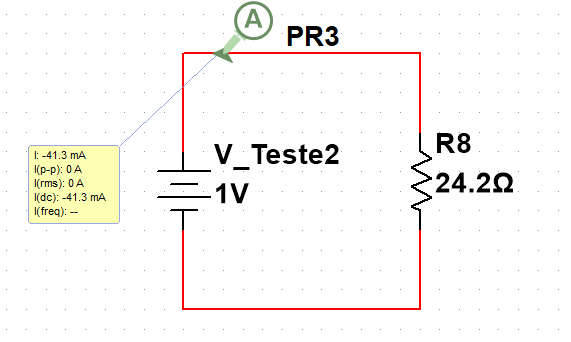 A
PR3
I: -41.3 mA
I(p-p): 0 A
I(rms): 0 A
I(dc): -41.3 mA
I(freq): --
V_Teste2
1V
R8
24.2Ω